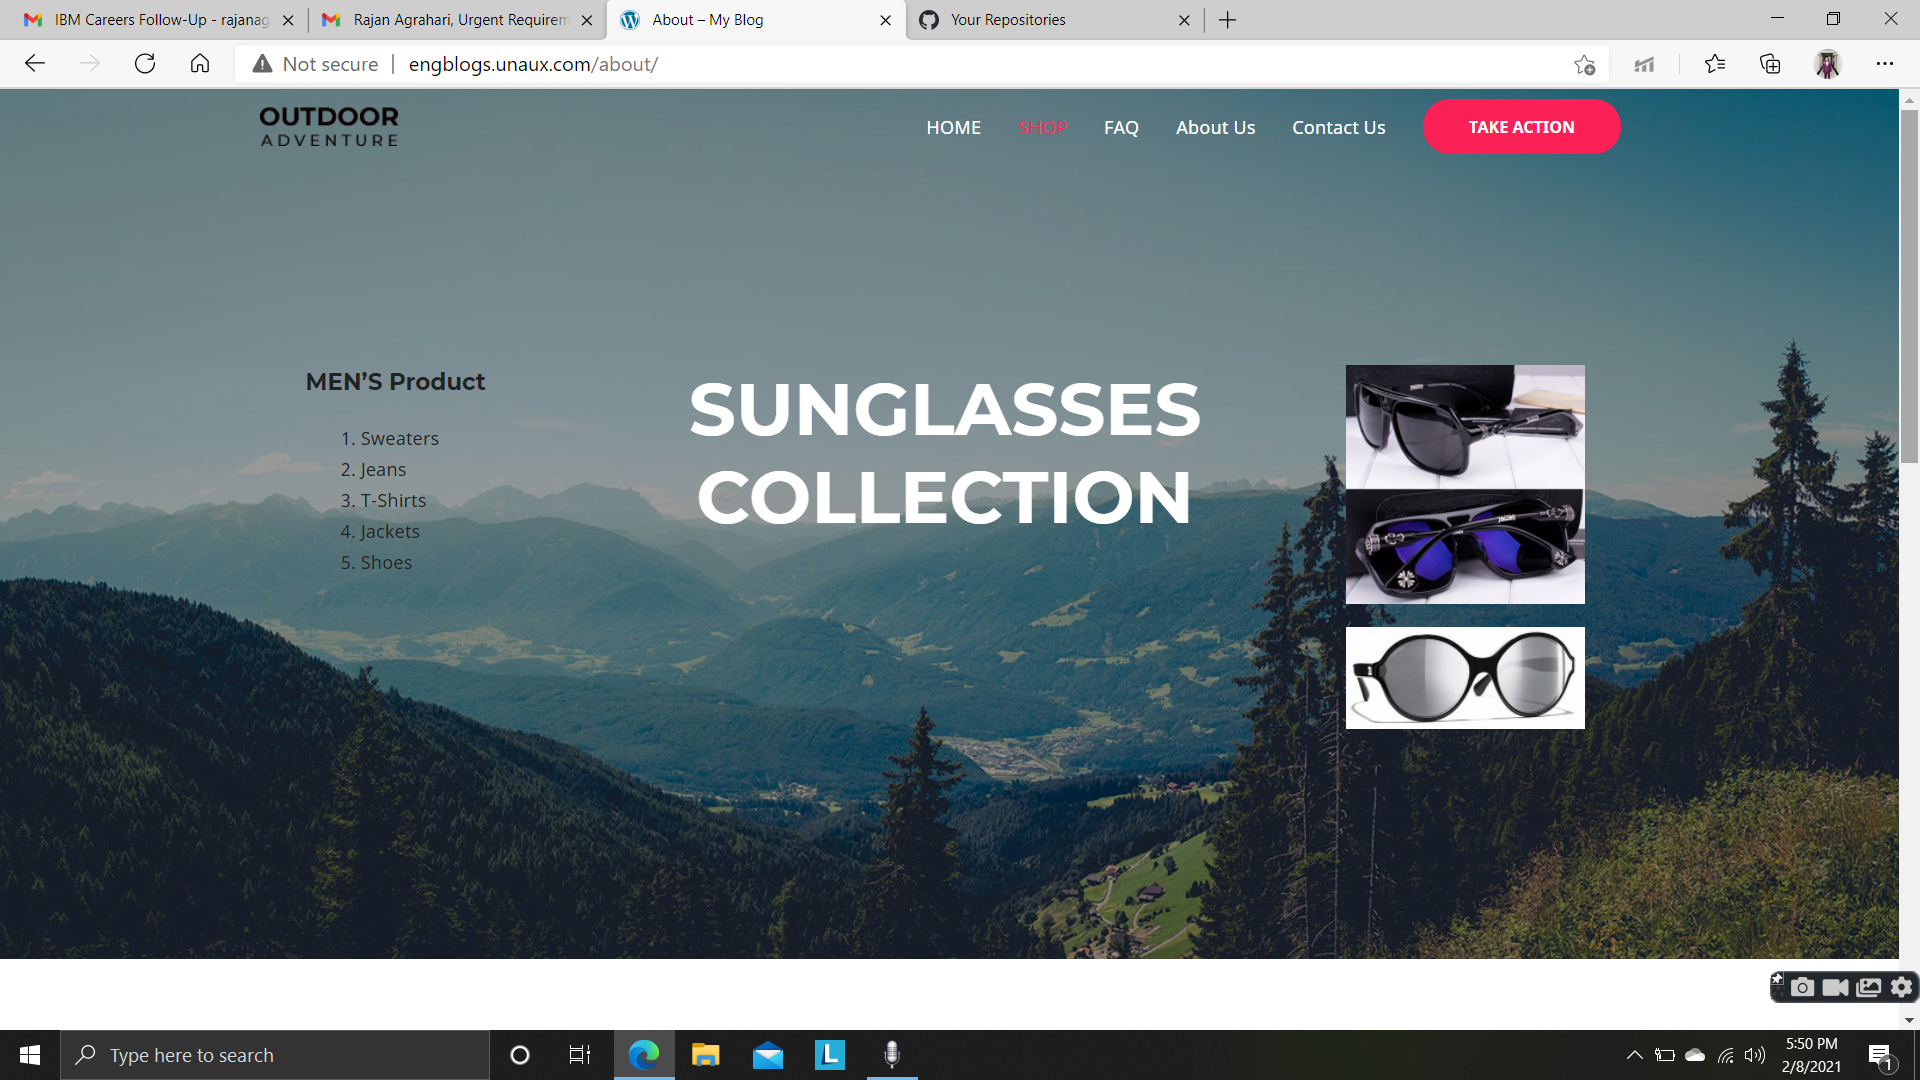 IBM Careers Follow-Up - rajanag
Rajan Agrahari, Urgent Requirem
About – My Blog
Your Repositories
Not secure | engblogs.unaux.com/about/
OUTDOOR
ADVENTURE
HOME
SHOP
FAQ
About Us
Contact Us
TAKE ACTION
MEN’S Product
1. Sweaters
2. Jeans
3. T-Shirts
4. Jackets
5. Shoes
SUNGLASSES
COLLECTION
Type here to search
L
5:50 PM
2/8/2021
1